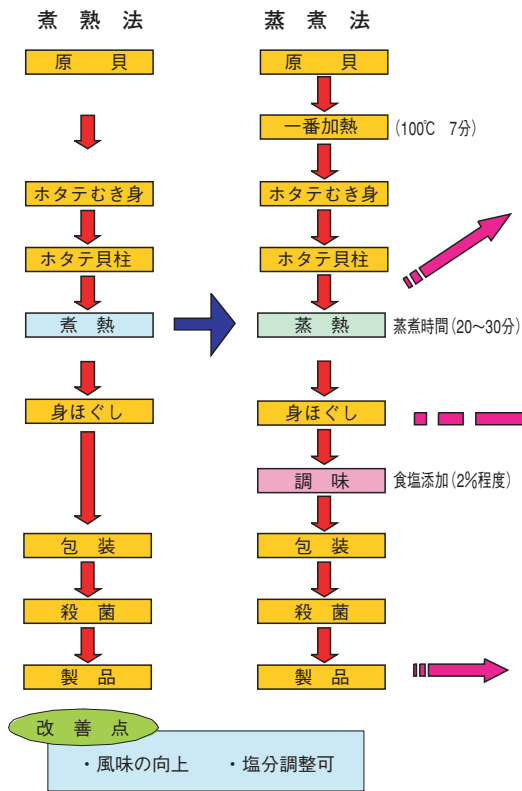 煮熟法
原貝
ホタテむき身
ホタテ貝柱
煮熱
身ほぐし
包装
殺菌
製品
蒸煮法
原貝
一番加熱 (100℃ 7分)
ホタテむき身
ホタテ貝柱
蒸熱 蒸煮時間(20〜30分)
身ほぐし
調味 食塩添加(2%程度)
包装
殺菌
製品
改善点
・風味の向上 ・塩分調整可